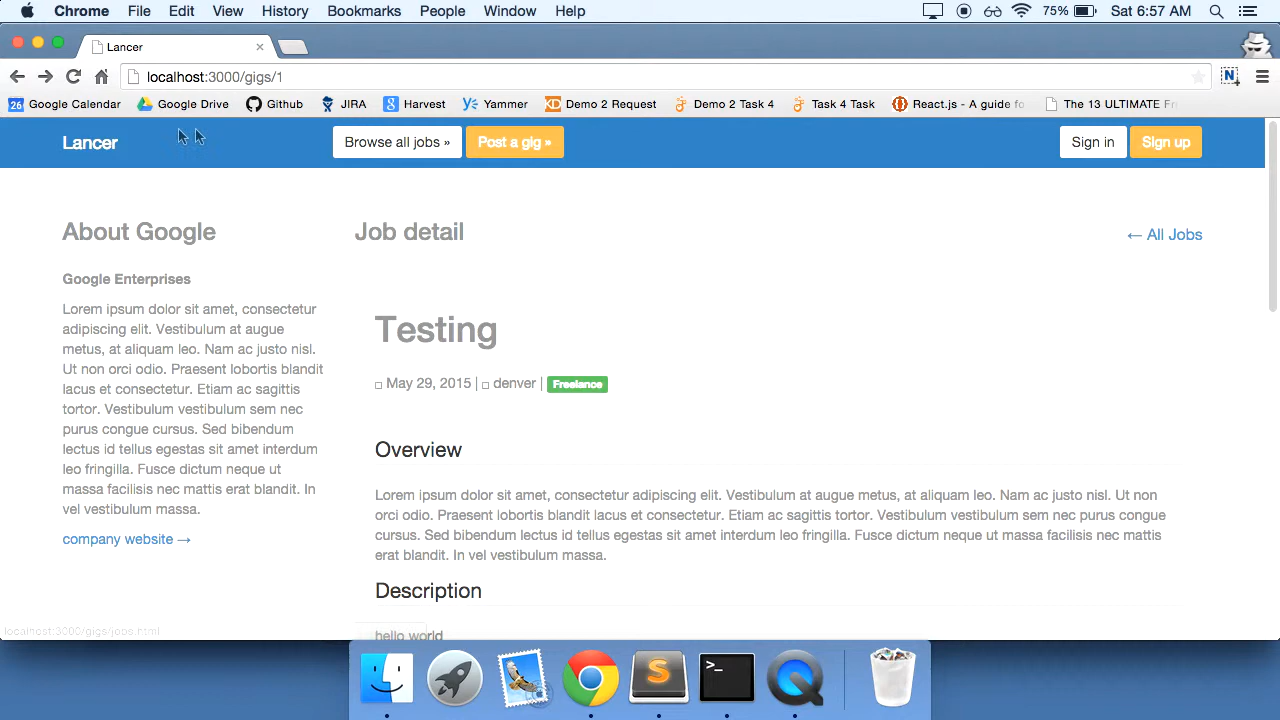 Chrome File Edit View History Bookmarks People Window Help 75% Sat 6:57 AM
Lancer
localhost:3000/gigs/1
26 Google Calendar Google Drive Github JIRA Harvest Yammer Demo 2 Request Demo 2 Task 4 Task 4 React.js - A guide fo The 13 ULTIMATE Fr
Lancer Browse all jobs » Post a gig » Sign in Sign up
About Google Job detail ← All Jobs
Google Enterprises
Lorem ipsum dolor sit amet, consectetur
adipiscing elit. Vestibulum at augue
metus, at aliquam leo. Nam ac justo nisl.
Ut non orci odio. Praesent lobortis blandit
lacus et consectetur. Etiam ac sagittis
tortor. Vestibulum vestibulum sem nec
purus congue cursus. Sed bibendum
lectus id tellus egestas sit amet interdum
leo fringilla. Fusce dictum neque ut
massa facilisis nec mattis erat blandit. In
vel vestibulum massa.
company website →
Testing
May 29, 2015 | denver | Freelance
Overview
Lorem ipsum dolor sit amet, consectetur adipiscing elit. Vestibulum at augue metus, at aliquam leo. Nam ac justo nisl. Ut non
orci odio. Praesent lobortis blandit lacus et consectetur. Etiam ac sagittis tortor. Vestibulum vestibulum sem nec purus congue
cursus. Sed bibendum lectus id tellus egestas sit amet interdum leo fringilla. Fusce dictum neque ut massa facilisis nec mattis
erat blandit. In vel vestibulum massa.
Description
hello world
localhost:3000/gigs/jobs.html